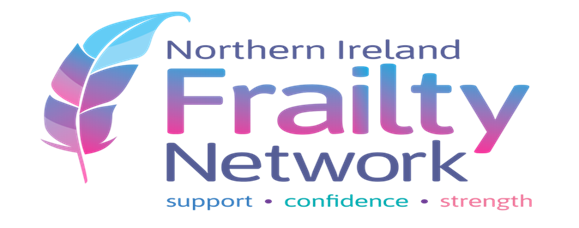 Northern Ireland
Frailty
Network
support • confidence • strength